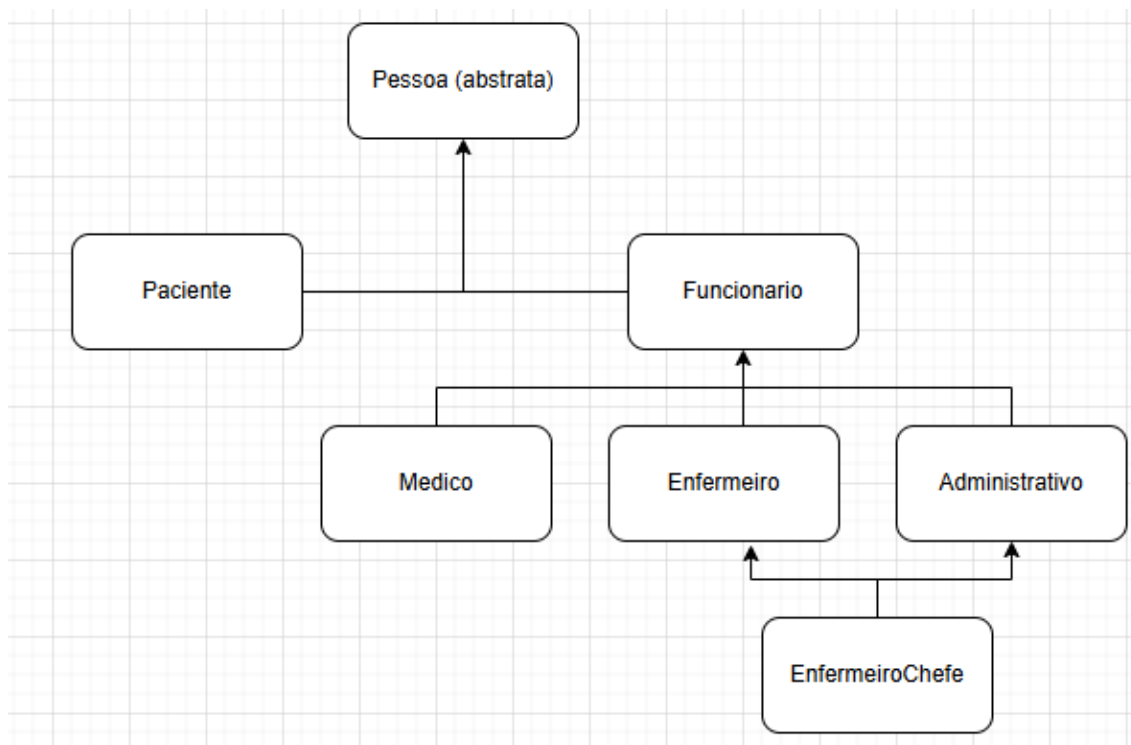 Pessoa (abstrata)
Paciente
Funcionario
Medico
Enfermeiro
Administrativo
EnfermeiroChefe